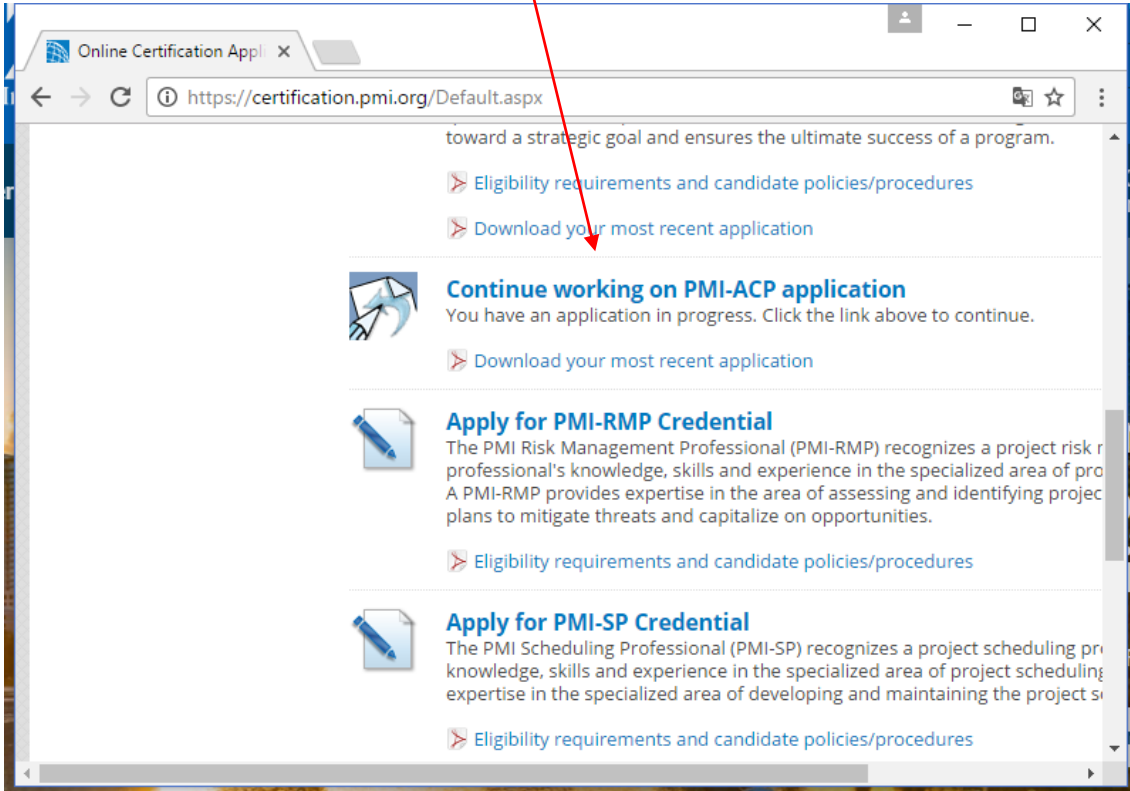 Online Certification Appli
https://certification.pmi.org/Default.aspx
toward a strategic goal and ensures the ultimate success of a program.
Eligibility requirements and candidate policies/procedures
Download your most recent application
Continue working on PMI-ACP application
You have an application in progress. Click the link above to continue.
Download your most recent application
Apply for PMI-RMP Credential
The PMI Risk Management Professional (PMI-RMP) recognizes a project risk
professional's knowledge, skills and experience in the specialized area of pro
A PMI-RMP provides expertise in the area of assessing and identifying projec
plans to mitigate threats and capitalize on opportunities.
Eligibility requirements and candidate policies/procedures
Apply for PMI-SP Credential
The PMI Scheduling Professional (PMI-SP) recognizes a project scheduling pr
knowledge, skills and experience in the specialized area of project scheduling
expertise in the specialized area of developing and maintaining the project s
Eligibility requirements and candidate policies/procedures